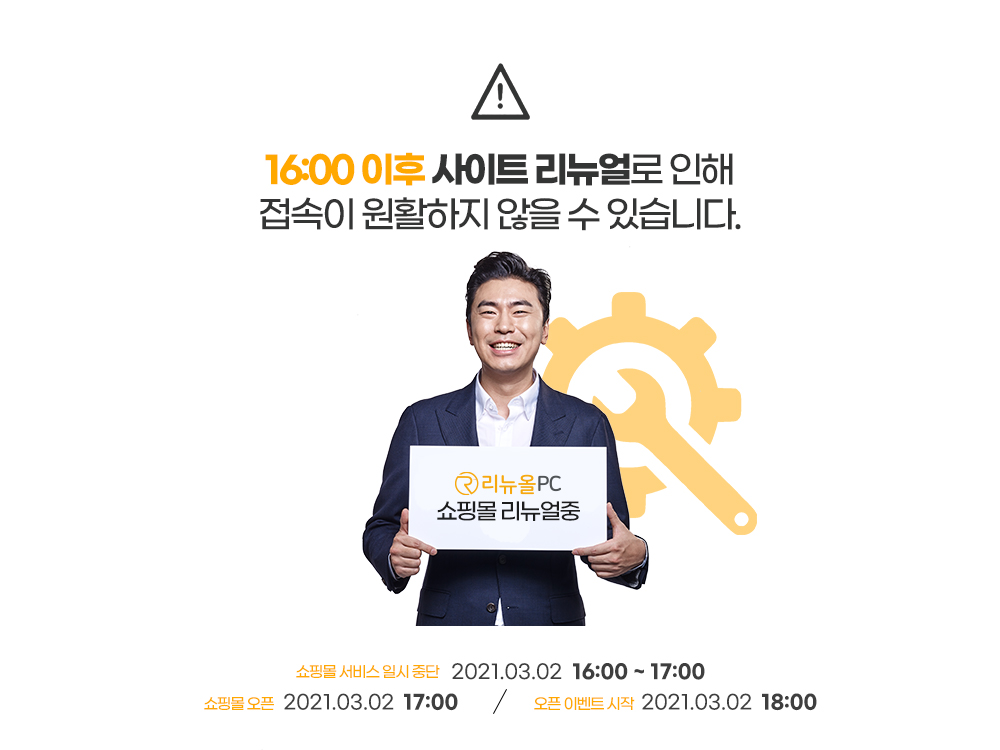 16:00 이후 사이트 리뉴얼로 인해
접속이 원활하지 않을 수 있습니다.
리뉴올PC
쇼핑몰 리뉴얼중
쇼핑몰 서비스 일시 중단 2021.03.02 16:00 ~ 17:00
쇼핑몰 오픈 2021.03.02 17:00 / 오픈 이벤트 시작 2021.03.02 18:00